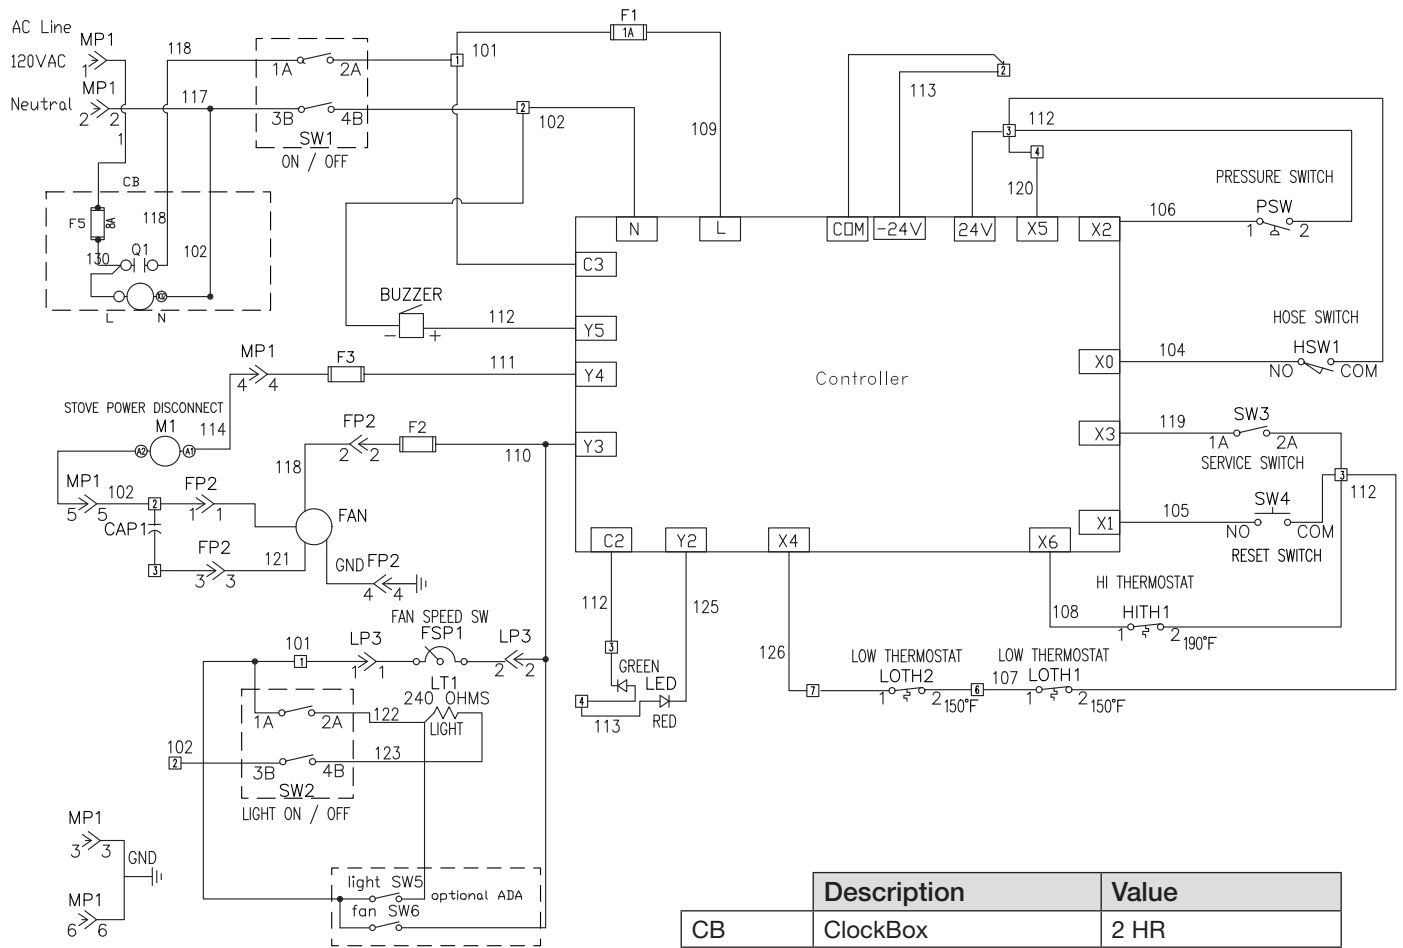 AC Line
MP1
120VAC
1
118
1A
2A
1
101
F1
1A
MP1
Neutral
2 2
117
1
3B
4B
SW1
ON / OFF
2
102
109
113
2
3
112
4
120
PRESSURE SWITCH
106
PSW
1
2
CB
F5
8A
118
Q1
130
102
102
L
N
N
L
COM
-24V
24V
X5
X2
C3
BUZZER
-
+
112
Y5
HOSE SWITCH
104
HSW1
NO
COM
X0
MP1
4 4
F3
111
Y4
Controller
STOVE POWER DISCONNECT
M1
114
A2
A1
FP2
2 2
F2
110
Y3
X3
119
SW3
1A
2A
SERVICE SWITCH
118
MP1
5 5
102
2
FP2
1 1
FAN
CAP1
3
112
X1
105
SW4
NO
COM
RESET SWITCH
3
FP2
3 3
121
GND
FP2
4 4
C2
Y2
X4
X6
HI THERMOSTAT
108
HITH1
1
2
190°F
112
125
126
FAN SPEED SW
101
1
LP3
1 1
FSP1
LP3
2 2
3
GREEN
LED
4
113
RED
LOW THERMOSTAT
LOTH2
7
1
2
150°F
6
LOW THERMOSTAT
107
LOTH1
1
2
150°F
LT1
240 OHMS
LIGHT
1A
2A
122
102
2
3B
4B
123
SW2
LIGHT ON / OFF
MP1
3 3
GND
MP1
6 6
light SW5
optional ADA
fan SW6
Description Value
CB ClockBox 2 HR